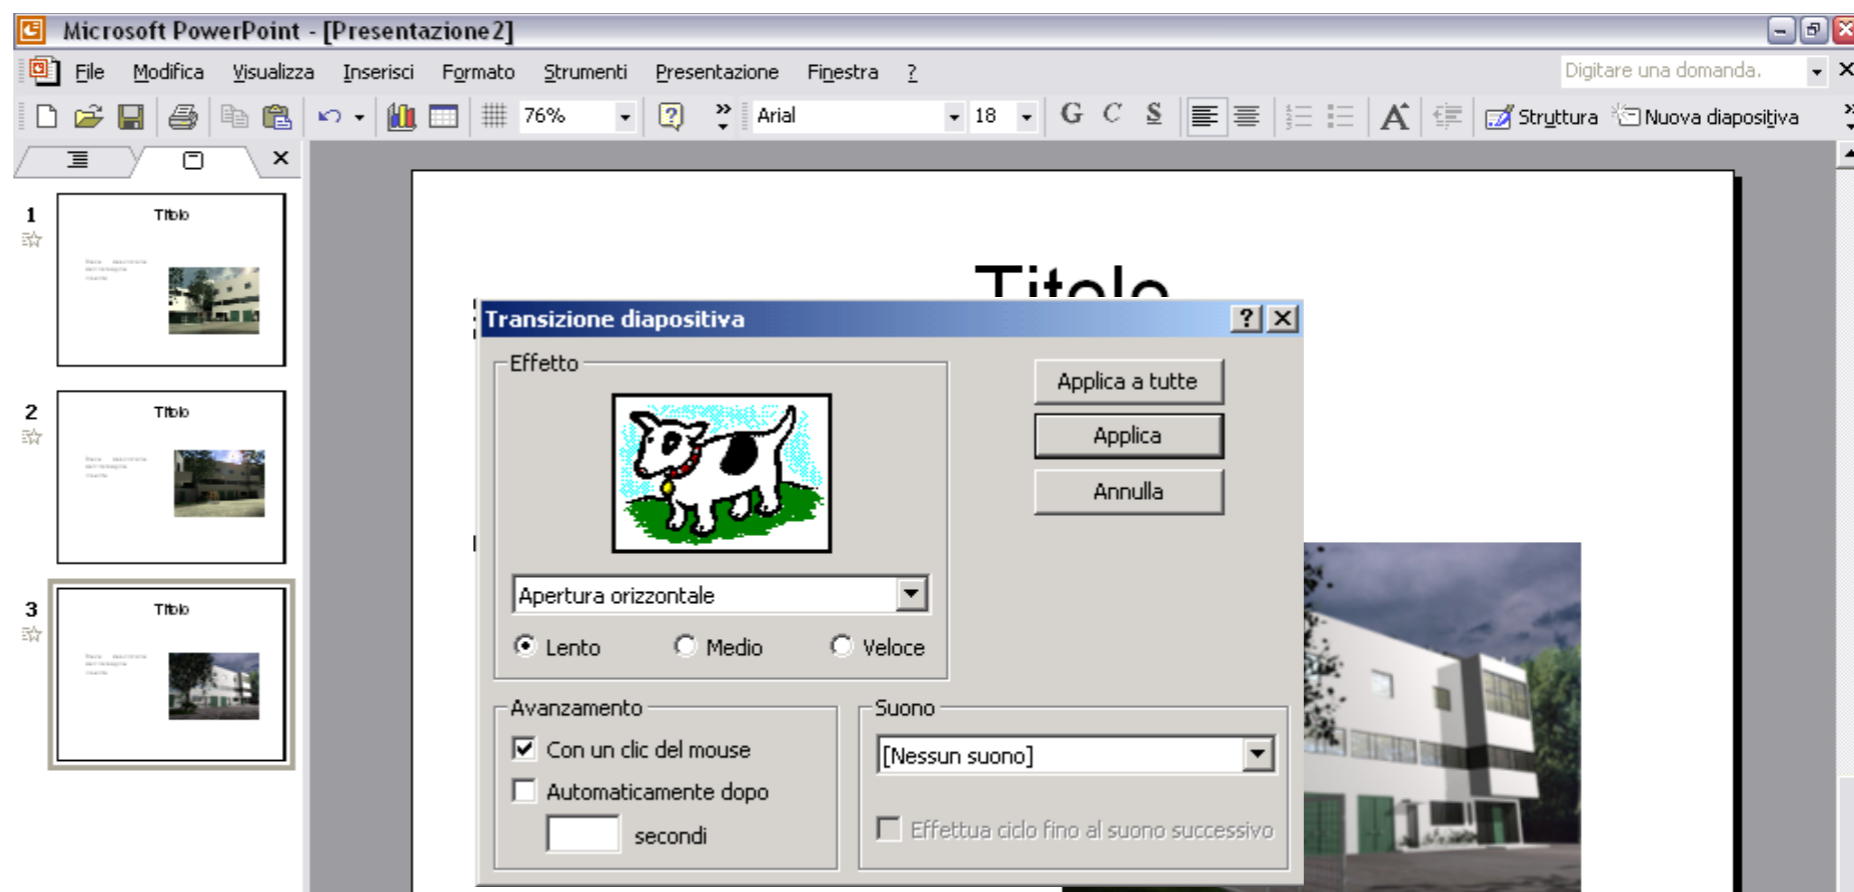 Microsoft PowerPoint - [Presentazione2]
File Modifica Visualizza Inserisci Formato Strumenti Presentazione Finestra ? Digitare una domanda.
76% Arial 18 G C S Struttura Nuova diapositiva
1 Titolo
2 Titolo
3 Titolo
Titolo
Transizione diapositiva
Effetto
Applica a tutte
Applica
Annulla
Apertura orizzontale
Lento Medio Veloce
Avanzamento
Con un clic del mouse
Automaticamente dopo
secondi
Suono
[Nessun suono]
Effettua ciclo fino al suono successivo